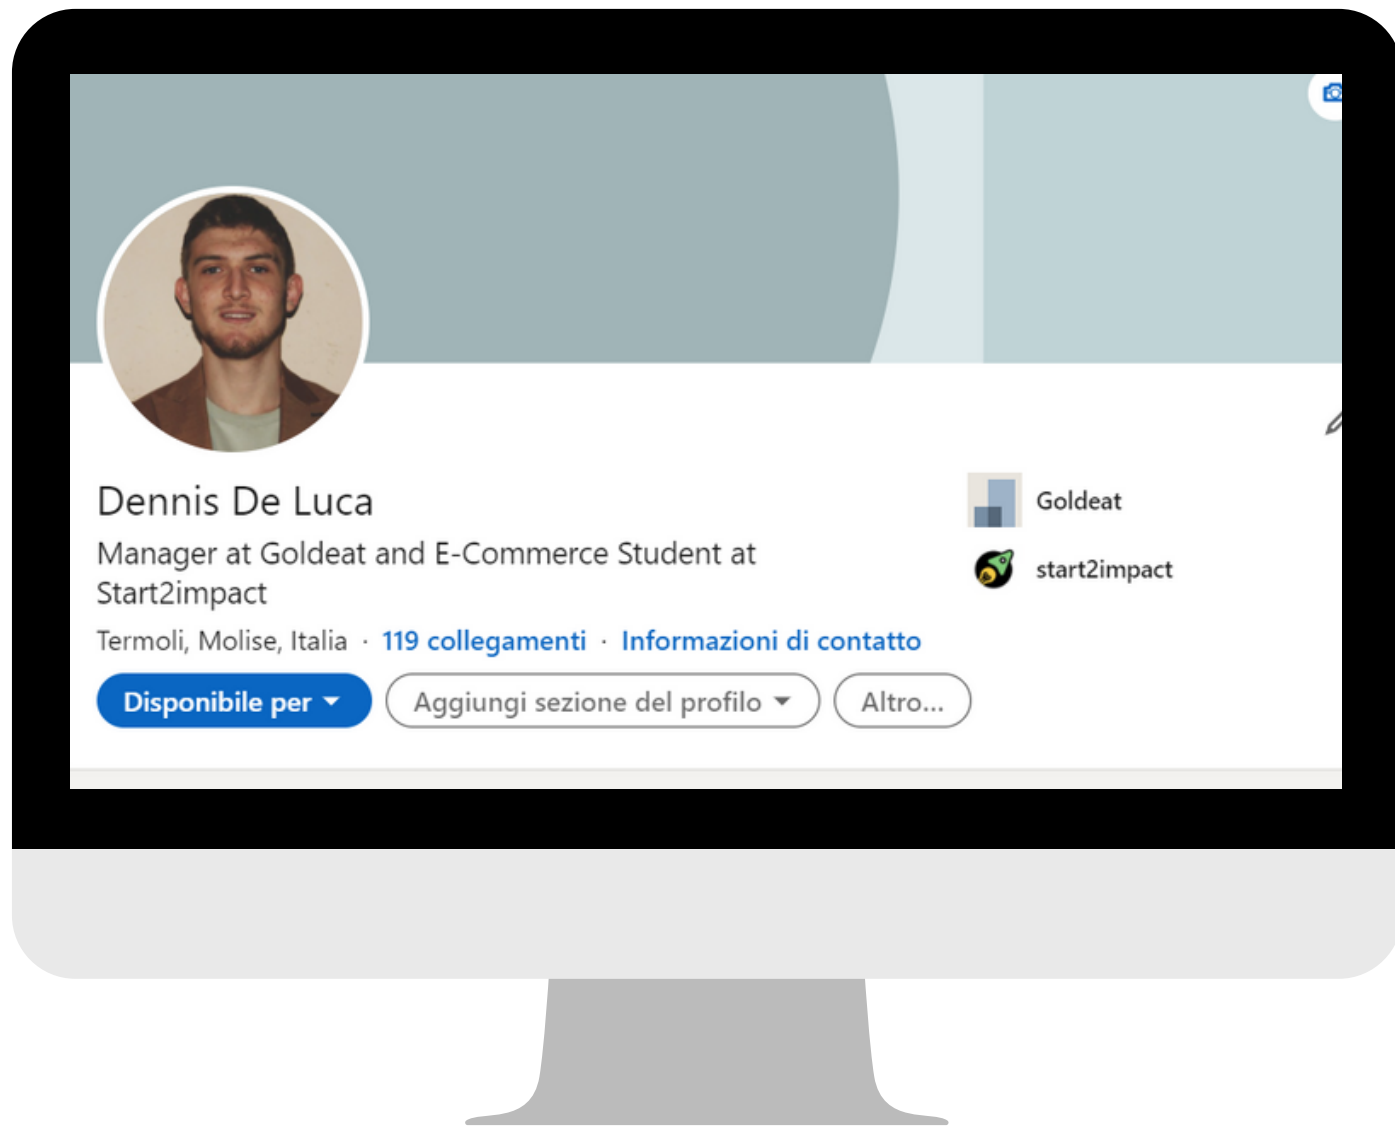 Dennis De Luca
Manager at Goldeat and E-Commerce Student at
Start2impact
Termoli, Molise, Italia · 119 collegamenti · Informazioni di contatto
Disponibile per
Aggiungi sezione del profilo
Altro...
Goldeat
start2impact